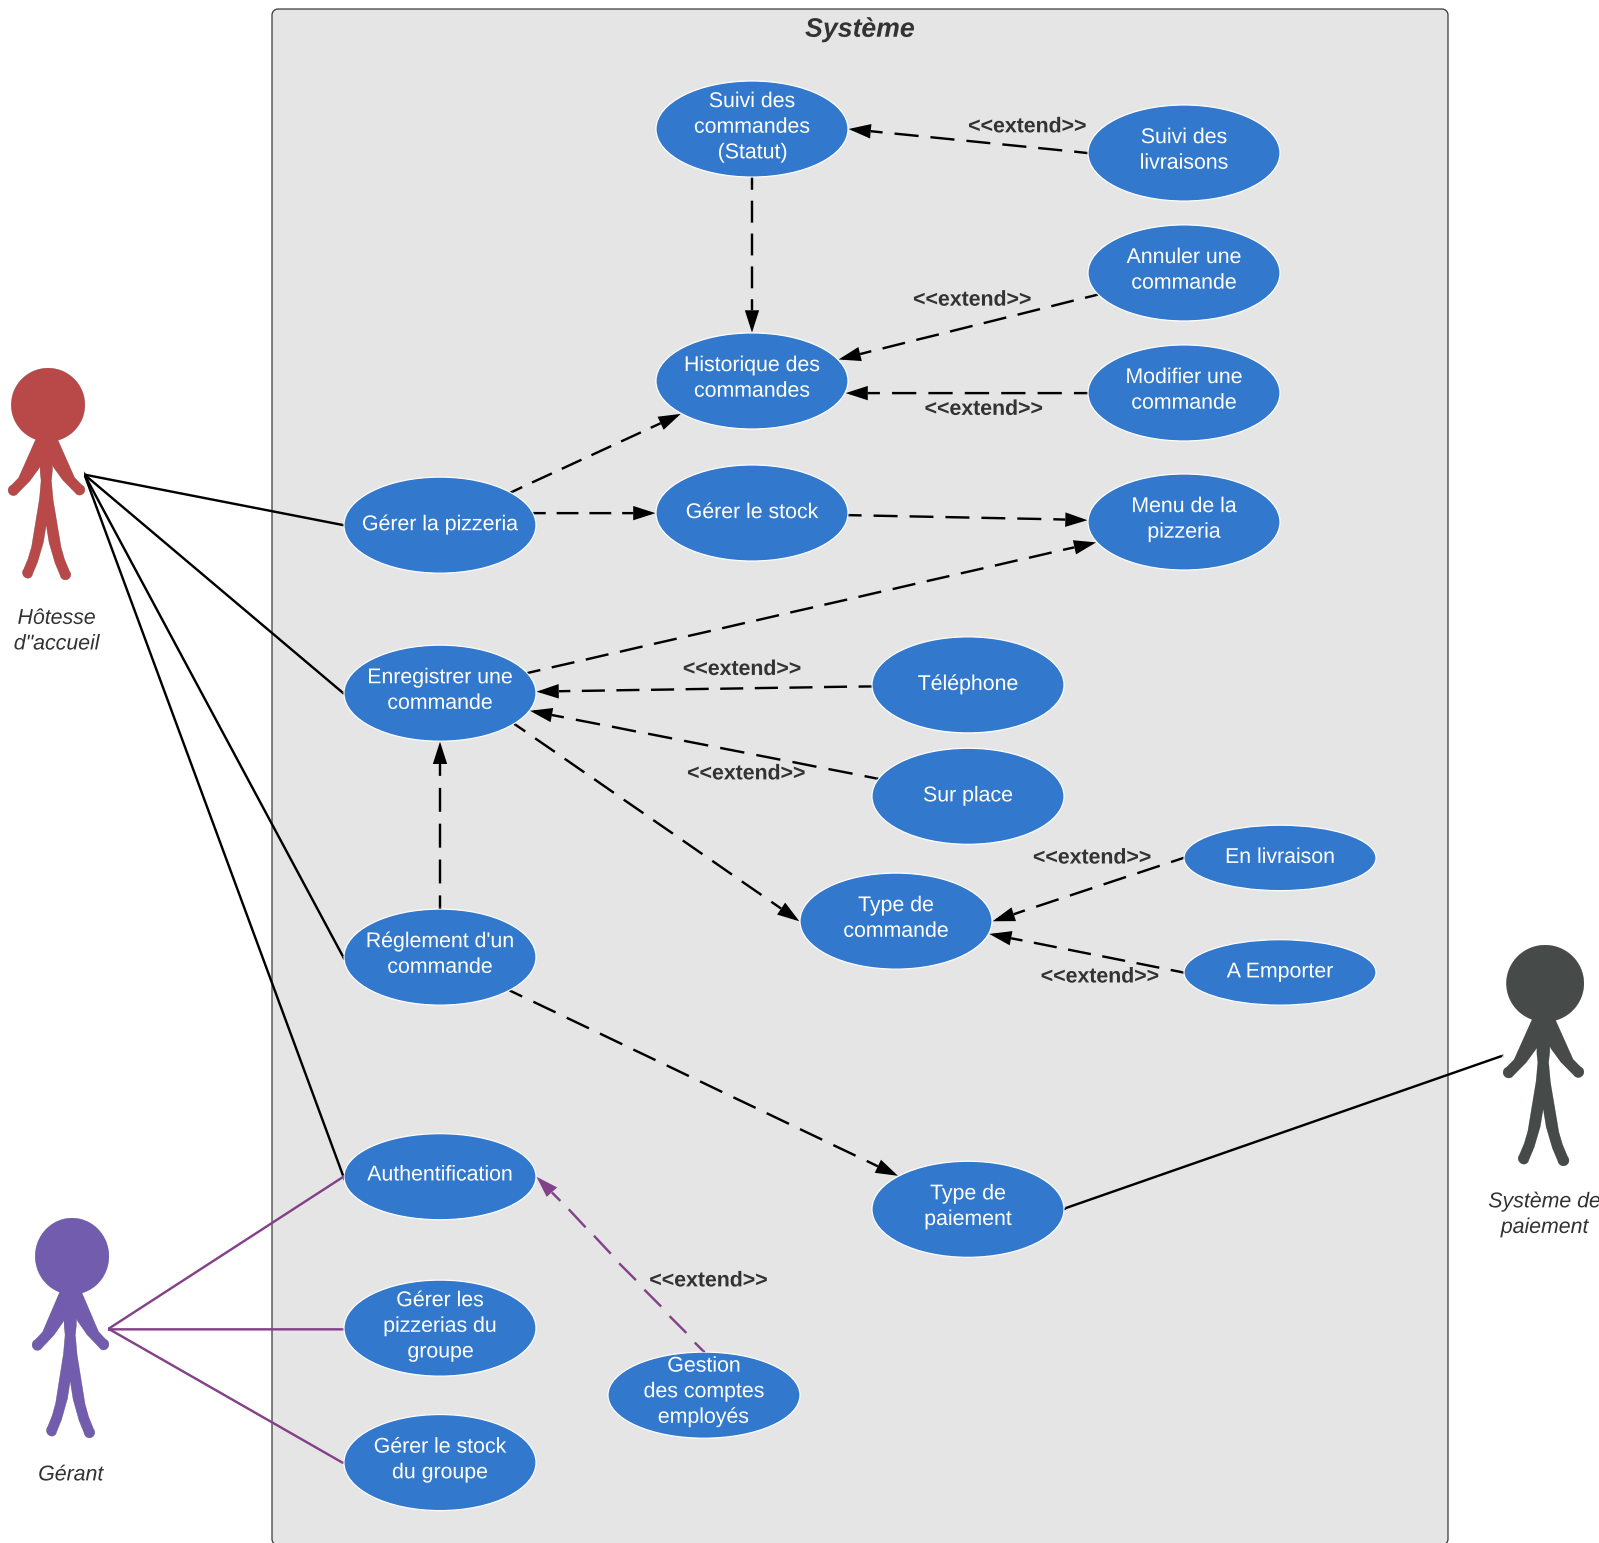 Système
Suivi des
commandes
(Statut)
<<extend>>
Suivi des
livraisons
Annuler une
commande
<<extend>>
Historique des
commandes
Modifier une
commande
<<extend>>
Gérer la pizzeria
Gérer le stock
Menu de la
pizzeria
Hôtesse
d"accueil
Enregistrer une
commande
<<extend>>
Téléphone
<<extend>>
Sur place
<<extend>>
En livraison
Type de
commande
<<extend>>
A Emporter
Réglement d'un
commande
Authentification
Type de
paiement
Système de
paiement
<<extend>>
Gérer les
pizzerias du
groupe
Gestion
des comptes
employés
Gérer le stock
du groupe
Gérant